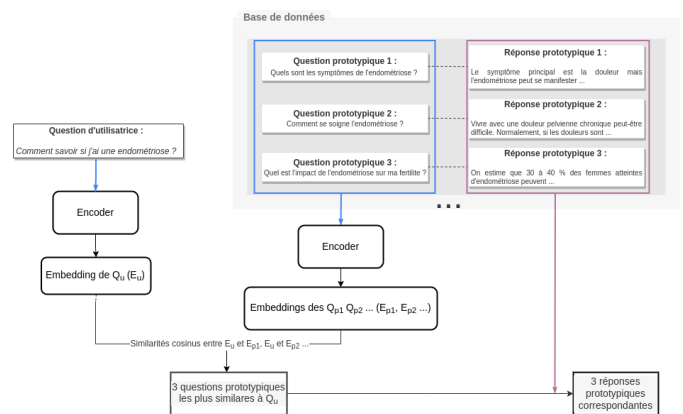 Base de données
Question prototypique 1 :
Quels sont les symptômes de l'endométriose ?
Réponse prototypique 1 :
Le symptôme principal est la douleur mais
l'endométriose peut se manifester ...
Question prototypique 2 :
Comment se soigne l'endométriose ?
Réponse prototypique 2 :
Vivre avec une douleur pelvienne chronique peut-être
difficile. Normalement, si les douleurs sont ...
Question prototypique 3 :
Quel est l'impact de l'endométriose sur ma fertilite ?
Réponse prototypique 3 :
On estime que 30 à 40 % des femmes atteintes
d'endométriose peuvent ...
...
Question d'utilisatrice :
Comment savoir si j'ai une endométriose ?
Encoder
Embedding de Qu (Eu)
Encoder
Embeddings des Qp1 Qp2 ... (Ep1, Ep2 ...)
Similarités cosinus entre Eu et Ep1, Eu et Ep2 ...
3 questions prototypiques
les plus similaires à Qu
3 réponses
prototypiques
correspondantes